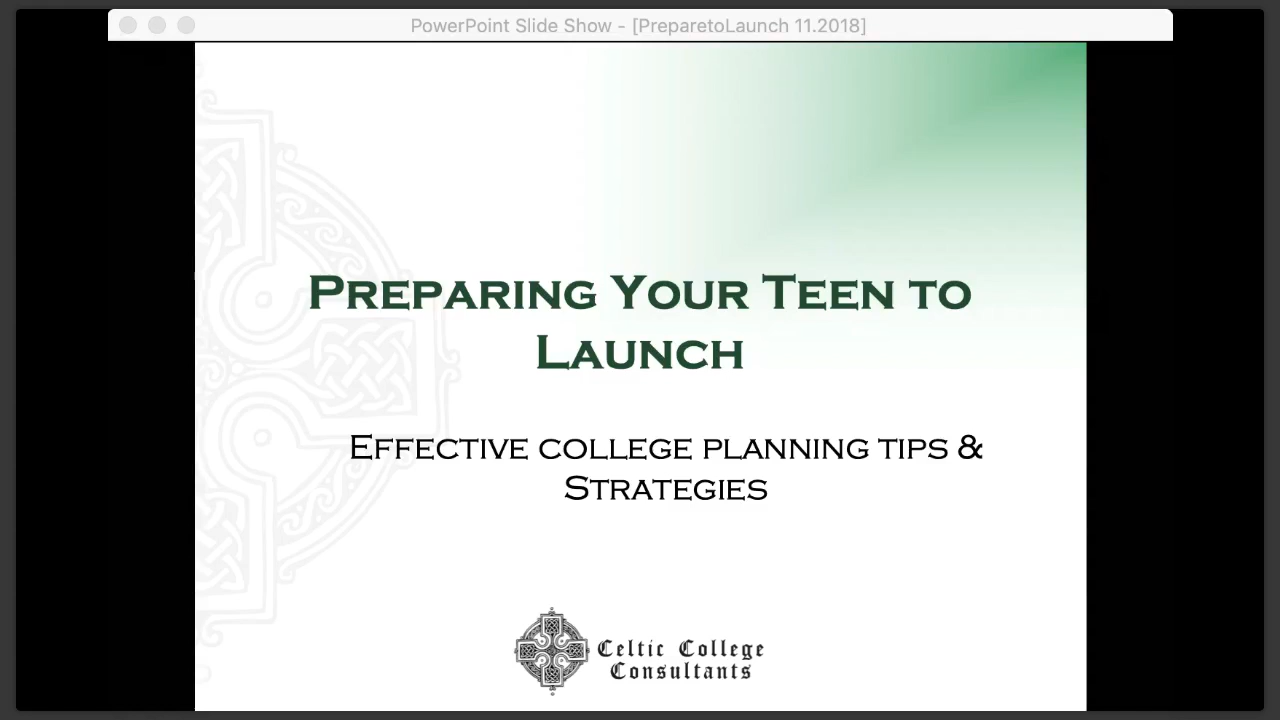 PowerPoint Slide Show - [PreparetoLaunch 11.2018]
Preparing Your Teen to
Launch
Effective college planning tips &
Strategies
Celtic College
Consultants